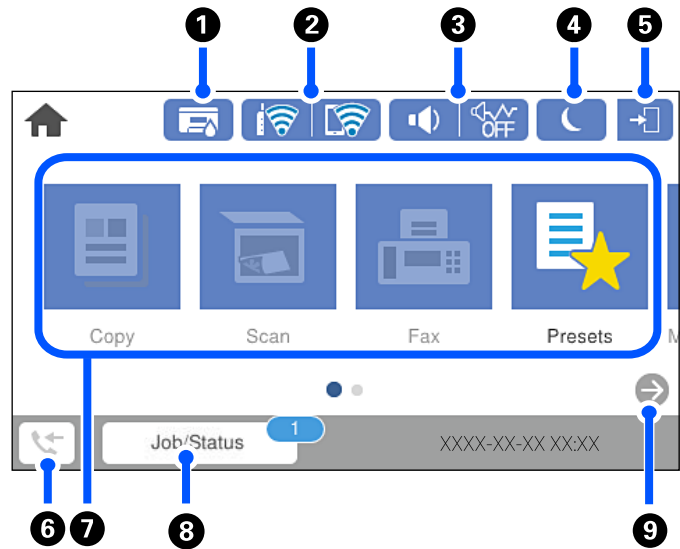 1 2 3 4 5
OFF
Copy Scan Fax Presets M
Job/Status 1 XXXX-XX-XX XX:XX
6 7 8 9